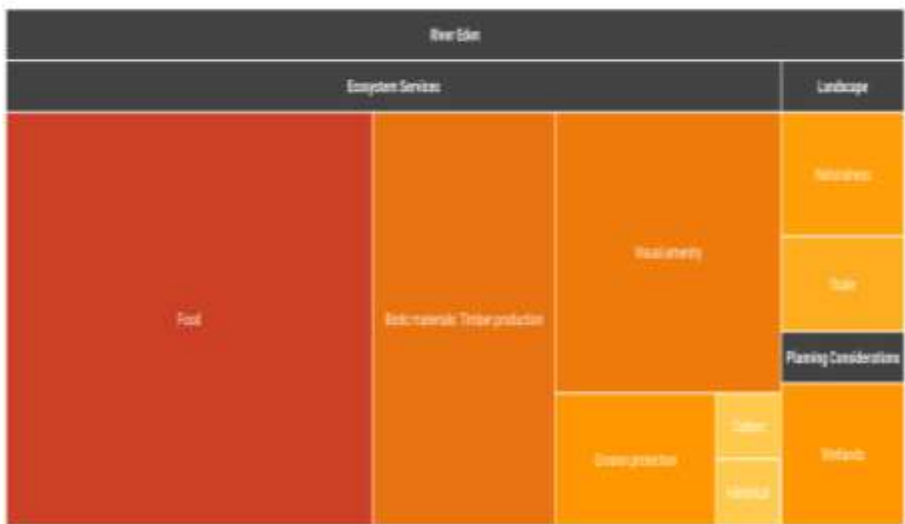 River Eden
Ecosystem Services
Landscape
Naturalness
Visual amenity
Scale
Food
Biotic materials: Timber production
Planning Considerations
Erosion protection
Wetlands